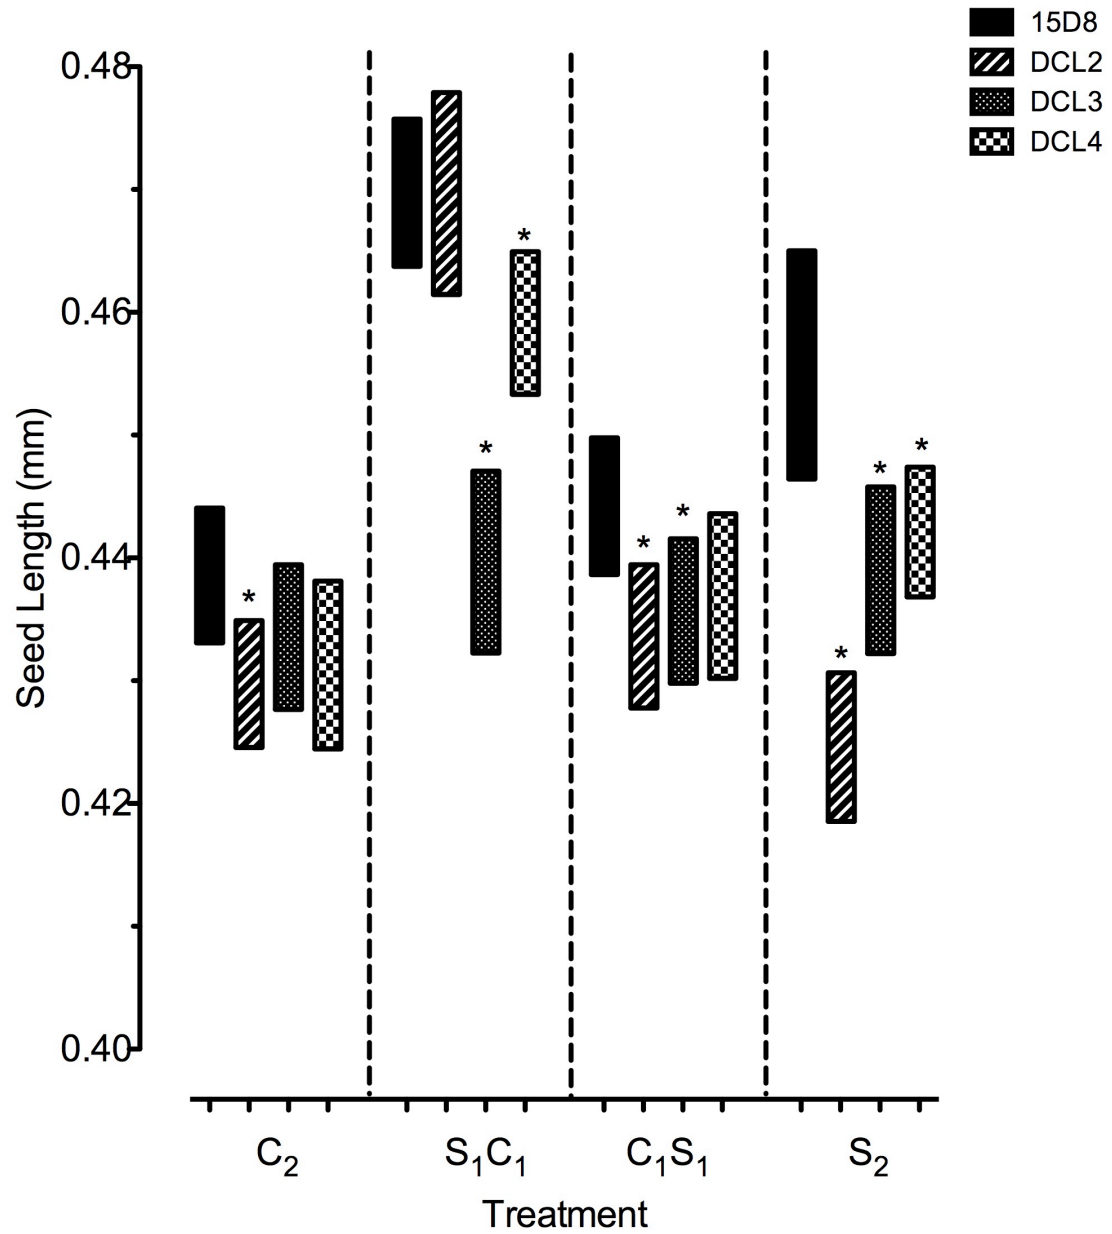 15D8
DCL2
DCL3
DCL4
0.48
0.46
0.44
0.42
0.40
Seed Length (mm)
*
*
*
*
*
*
*
*
C₂ S₁C₁ C₁S₁ S₂
Treatment